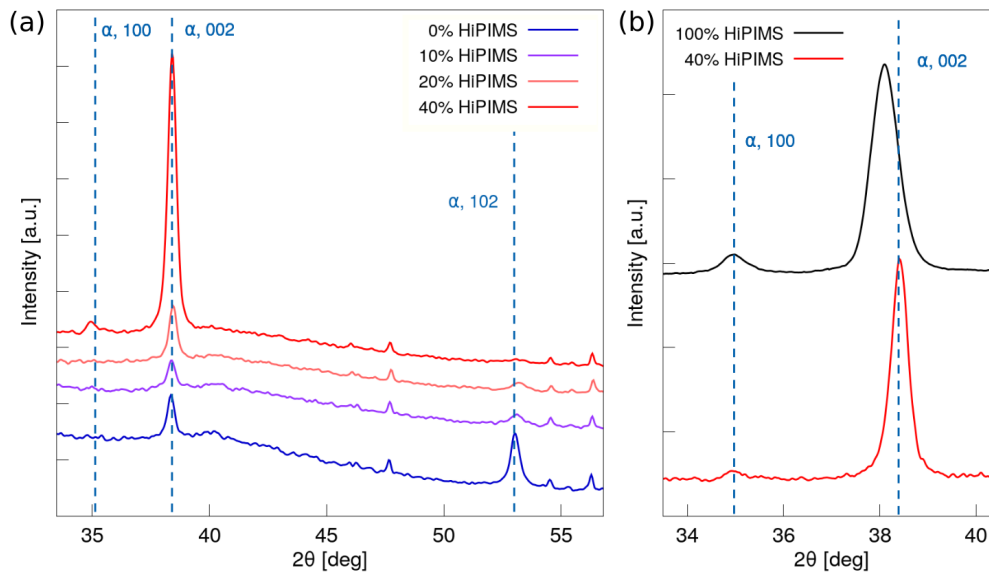 (a)
α, 100
α, 002
0% HiPIMS
10% HiPIMS
20% HiPIMS
40% HiPIMS
α, 102
Intensity [a.u.]
35
40
45
50
55
2θ [deg]
(b)
100% HiPIMS
40% HiPIMS
α, 002
α, 100
Intensity [a.u.]
34
36
38
40
2θ [deg]